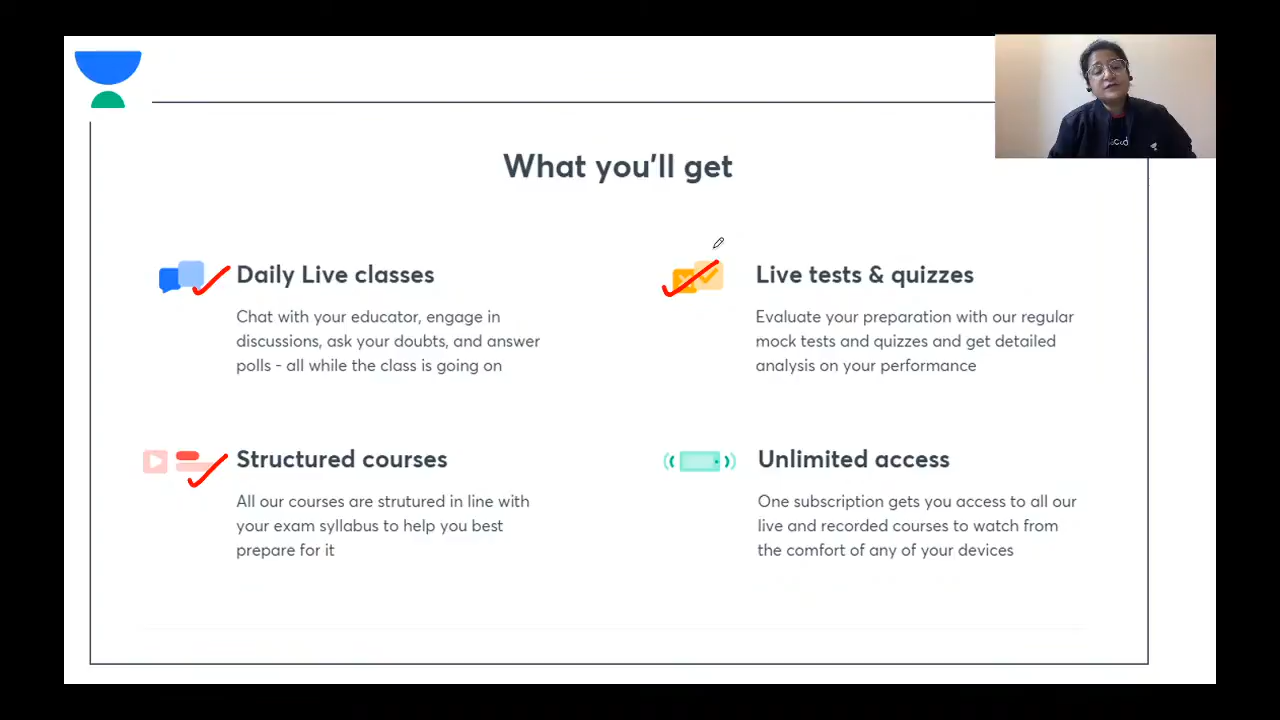 What you'll get
Daily Live classes
Chat with your educator, engage in
discussions, ask your doubts, and answer
polls - all while the class is going on
Live tests & quizzes
Evaluate your preparation with our regular
mock tests and quizzes and get detailed
analysis on your performance
Structured courses
All our courses are strutured in line with
your exam syllabus to help you best
prepare for it
Unlimited access
One subscription gets you access to all our
live and recorded courses to watch from
the comfort of any of your devices